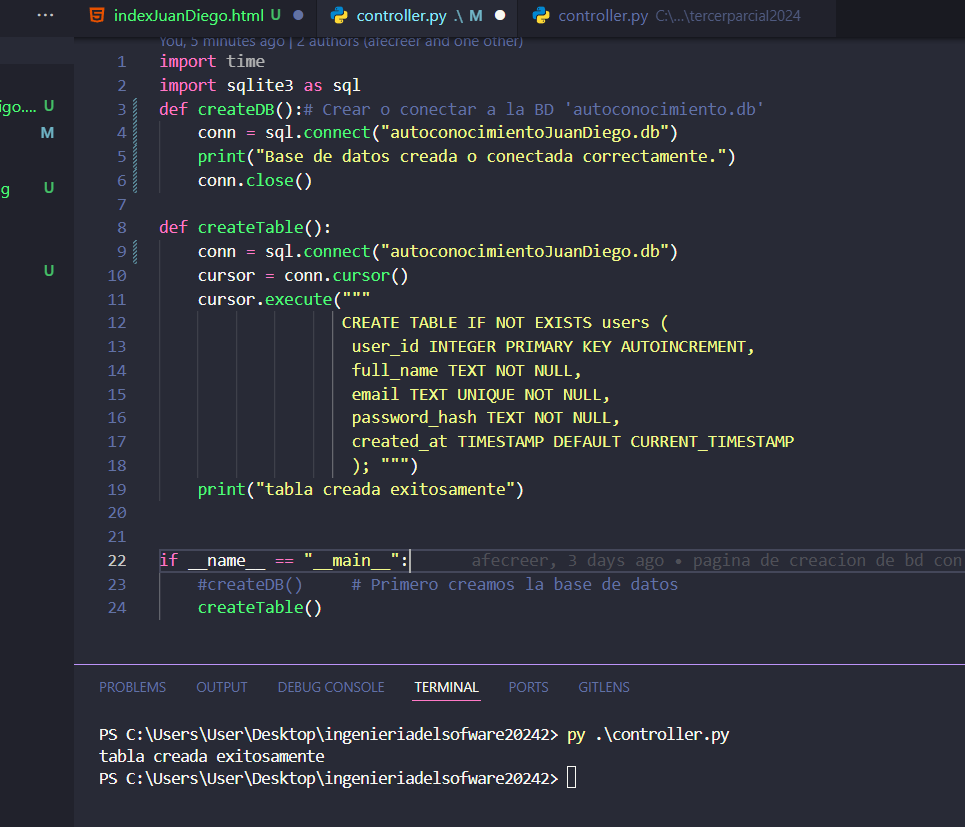 indexJuanDiego.html U
controller.py .\ M
controller.py C:\...\tercerparcial2024
igo.... U
M
g U
U
You, 5 minutes ago | 2 authors (afecreer and one other)
1 import time
2 import sqlite3 as sql
3 def createDB():# Crear o conectar a la BD 'autoconocimiento.db'
4 conn = sql.connect("autoconocimientoJuanDiego.db")
5 print("Base de datos creada o conectada correctamente.")
6 conn.close()
7
8 def createTable():
9 conn = sql.connect("autoconocimientoJuanDiego.db")
10 cursor = conn.cursor()
11 cursor.execute("""
12 CREATE TABLE IF NOT EXISTS users (
13 user_id INTEGER PRIMARY KEY AUTOINCREMENT,
14 full_name TEXT NOT NULL,
15 email TEXT UNIQUE NOT NULL,
16 password_hash TEXT NOT NULL,
17 created_at TIMESTAMP DEFAULT CURRENT_TIMESTAMP
18 ); """)
19 print("tabla creada exitosamente")
20
21
22 if __name__ == "__main__": afecreer, 3 days ago • pagina de creacion de bd con
23 #createDB() # Primero creamos la base de datos
24 createTable()
PROBLEMS OUTPUT DEBUG CONSOLE TERMINAL PORTS GITLENS
PS C:\Users\User\Desktop\ingenieriadelsofware20242> py .\controller.py
tabla creada exitosamente
PS C:\Users\User\Desktop\ingenieriadelsofware20242>